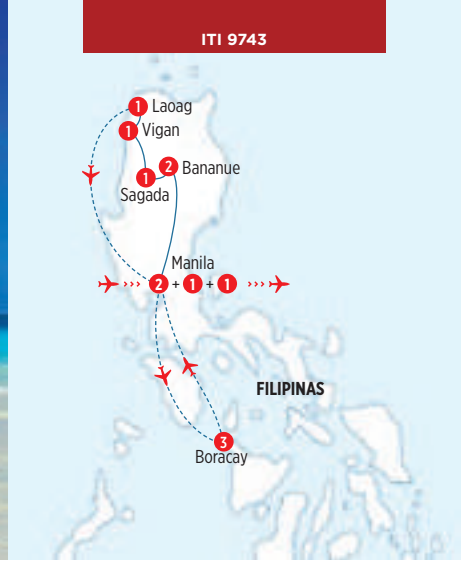 ITI 9743
1 Laoag
1 Vigan
2 Bananue
1
Sagada
Manila
2 + 1 + 1
FILIPINAS
3
Boracay